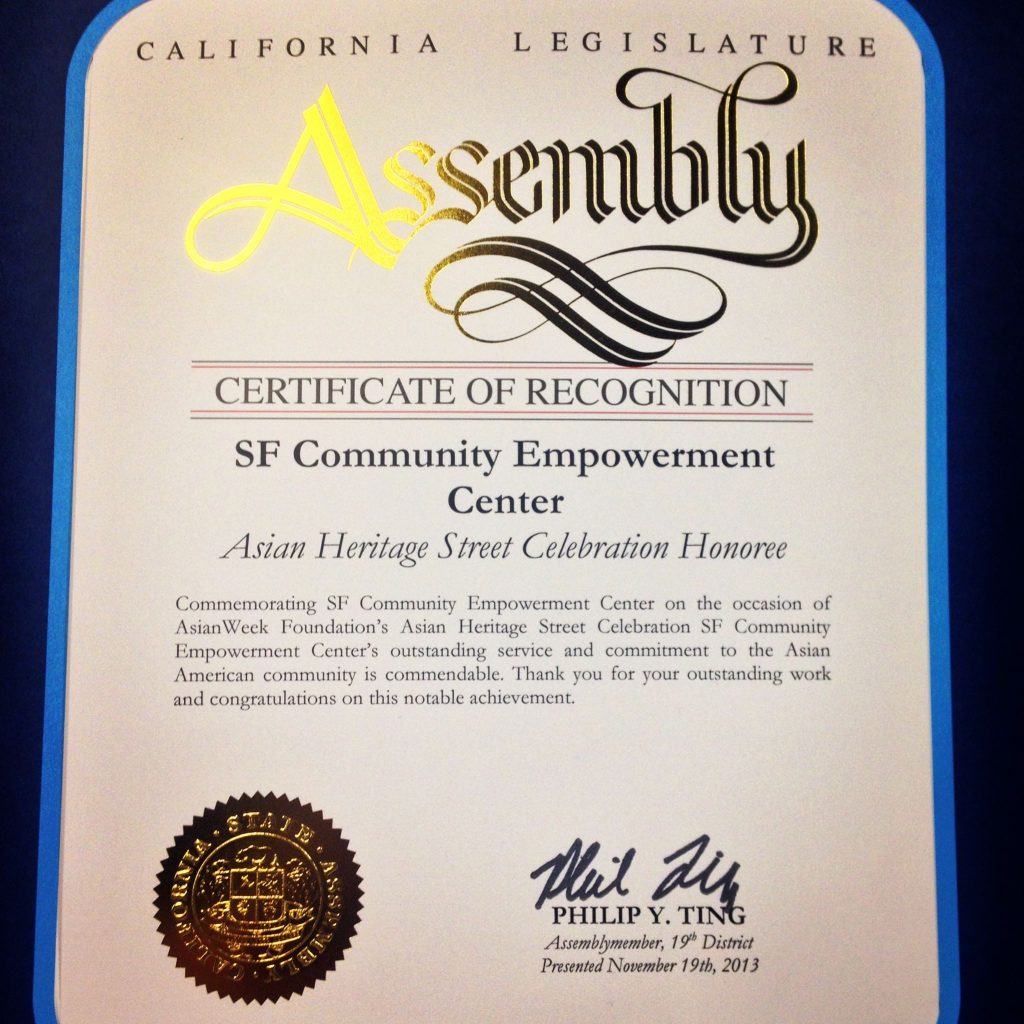 CALIFORNIA LEGISLATURE
Assembly
CERTIFICATE OF RECOGNITION
SF Community Empowerment
Center
Asian Heritage Street Celebration Honoree
Commemorating SF Community Empowerment Center on the occasion of
AsianWeek Foundation's Asian Heritage Street Celebration SF Community
Empowerment Center's outstanding service and commitment to the Asian
American community is commendable. Thank you for your outstanding work
and congratulations on this notable achievement.
CALIFORNIA · STATE · ASSEMBLY ·
Phil Ting
PHILIP Y. TING
Assemblymember, 19th District
Presented November 19th, 2013